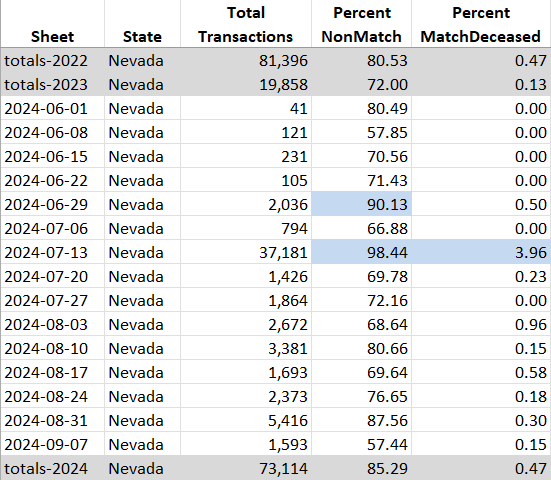 Total Percent Percent
Sheet State Transactions NonMatch MatchDeceased
totals-2022 Nevada 81,396 80.53 0.47
totals-2023 Nevada 19,858 72.00 0.13
2024-06-01 Nevada 41 80.49 0.00
2024-06-08 Nevada 121 57.85 0.00
2024-06-15 Nevada 231 70.56 0.00
2024-06-22 Nevada 105 71.43 0.00
2024-06-29 Nevada 2,036 90.13 0.50
2024-07-06 Nevada 794 66.88 0.00
2024-07-13 Nevada 37,181 98.44 3.96
2024-07-20 Nevada 1,426 69.78 0.23
2024-07-27 Nevada 1,864 72.16 0.00
2024-08-03 Nevada 2,672 68.64 0.96
2024-08-10 Nevada 3,381 80.66 0.15
2024-08-17 Nevada 1,693 69.64 0.58
2024-08-24 Nevada 2,373 76.65 0.18
2024-08-31 Nevada 5,416 87.56 0.30
2024-09-07 Nevada 1,593 57.44 0.15
totals-2024 Nevada 73,114 85.29 0.47